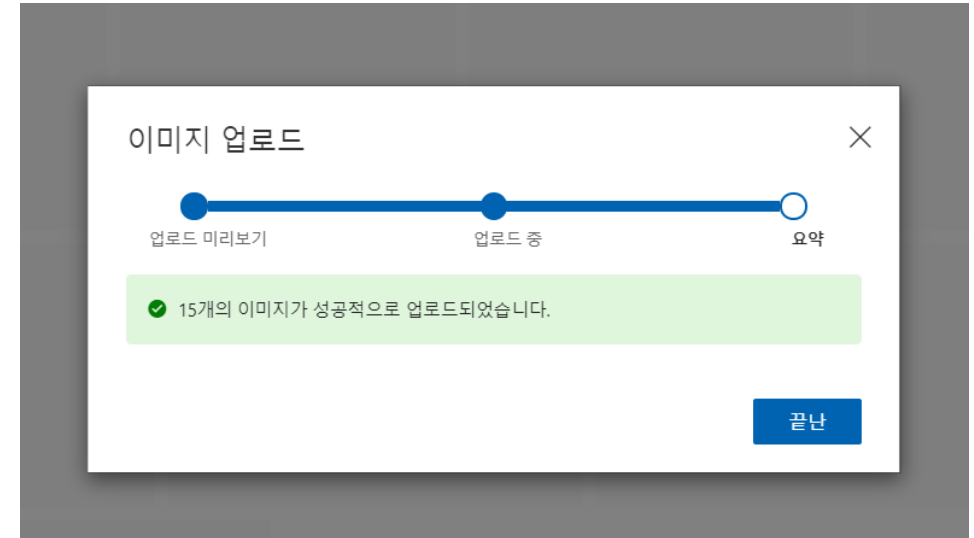 이미지 업로드
업로드 미리보기
업로드 중
요약
15개의 이미지가 성공적으로 업로드되었습니다.
끝난